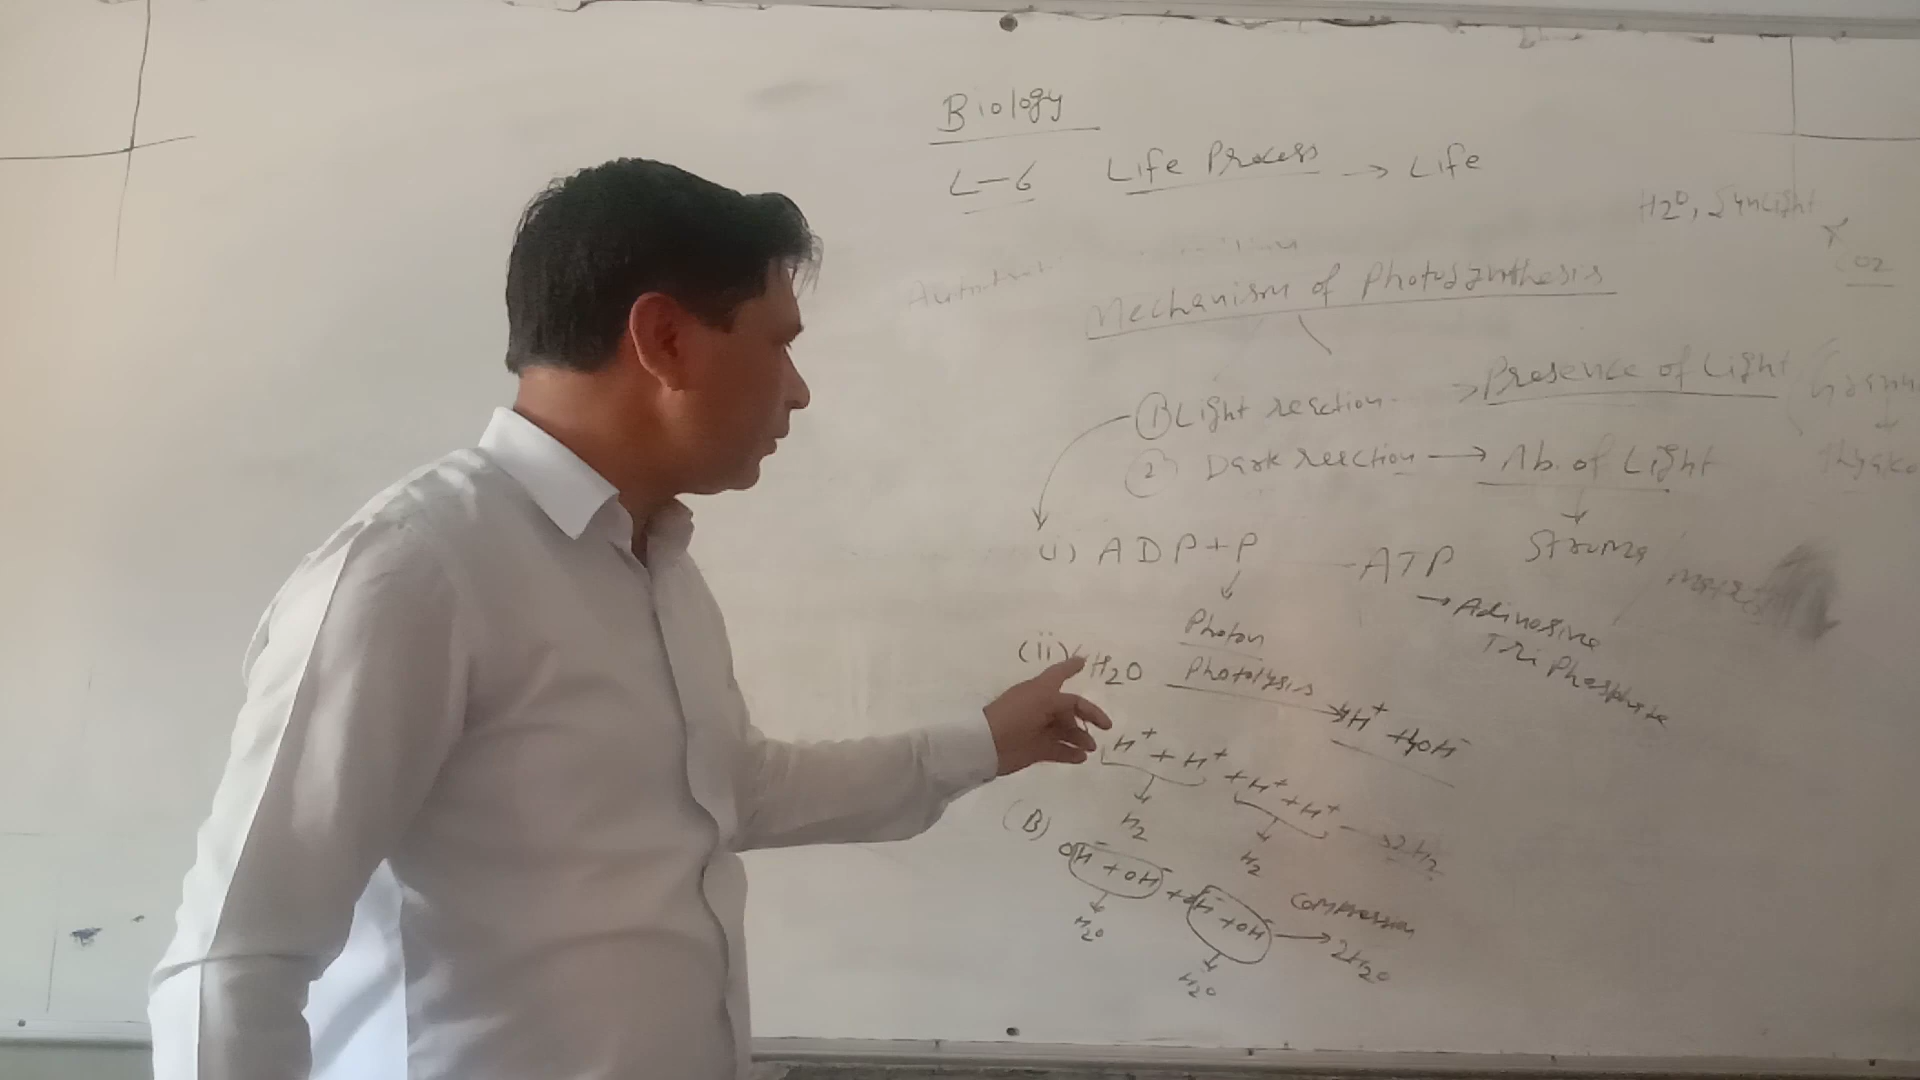 Biology
L-6 Life Process → Life
H2O, Sunlight
CO2
Mechanism of Photosynthesis
① Light reaction → Presence of Light
② Dark reaction → Ab. of Light
Stroma
(i) ADP+P ATP
→ Adinosine
Tri Phosphate
Photon
(ii) 4H2O Photolysis 4H+ + 4OH-
H+ + H+ + H+ + H+ → 2H2
H2 H2
(B) OH- + OH- + OH- + OH → 2H2O
Compression
H2O
H2O